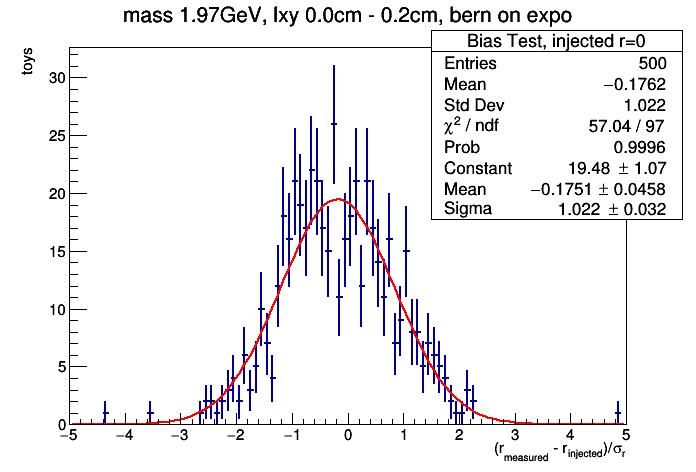 mass 1.97GeV, lxy 0.0cm - 0.2cm, bern on expo
Bias Test, injected r=0
Entries 500
Mean −0.1762
Std Dev 1.022
χ² / ndf 57.04 / 97
Prob 0.9996
Constant 19.48 ± 1.07
Mean −0.1751 ± 0.0458
Sigma 1.022 ± 0.032
toys
30
25
20
15
10
5
0
−5 −4 −3 −2 −1 0 1 2 3 4 5
(r_measured - r_injected)/σ_r